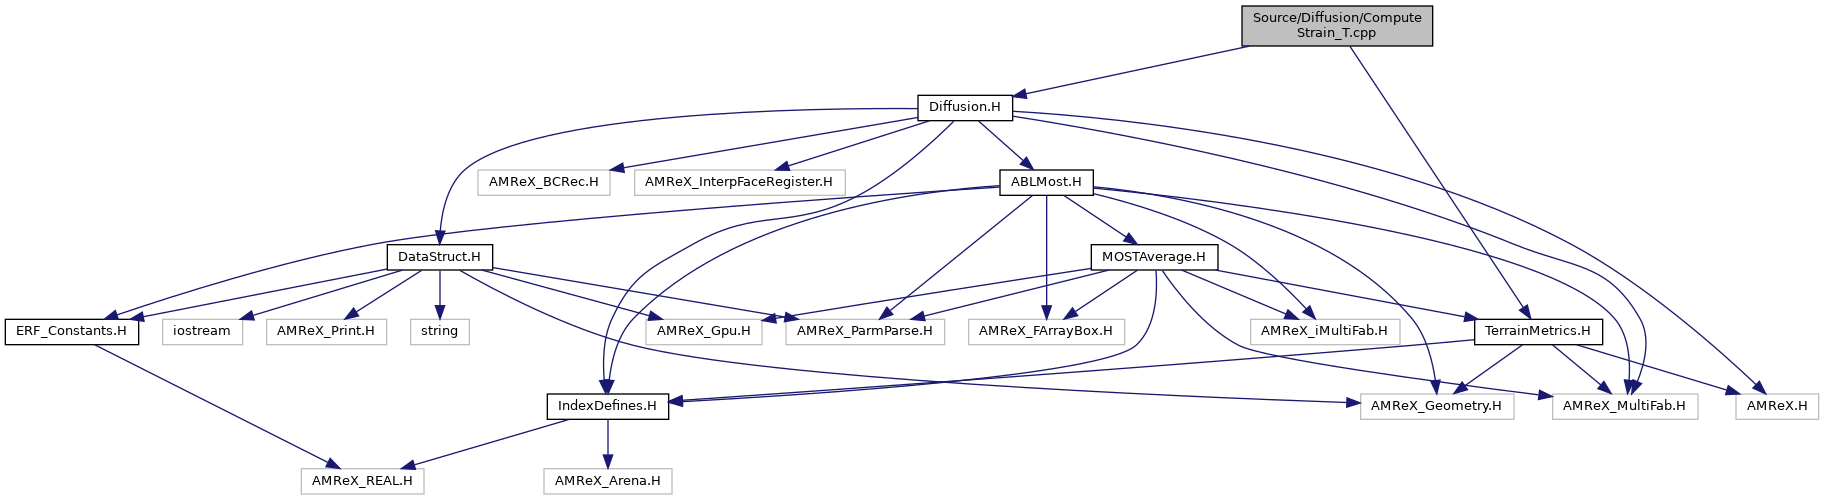 Source/Diffusion/Compute
Strain_T.cpp
Diffusion.H
AMReX_BCRec.H
AMReX_InterpFaceRegister.H
ABLMost.H
DataStruct.H
MOSTAverage.H
ERF_Constants.H
iostream
AMReX_Print.H
string
AMReX_Gpu.H
AMReX_ParmParse.H
AMReX_FArrayBox.H
AMReX_iMultiFab.H
TerrainMetrics.H
IndexDefines.H
AMReX_Geometry.H
AMReX_MultiFab.H
AMReX.H
AMReX_REAL.H
AMReX_Arena.H